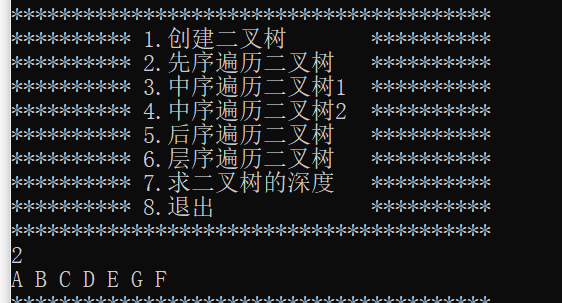 ****************************************
********** 1.创建二叉树       **********
********** 2.先序遍历二叉树   **********
********** 3.中序遍历二叉树1  **********
********** 4.中序遍历二叉树2  **********
********** 5.后序遍历二叉树   **********
********** 6.层序遍历二叉树   **********
********** 7.求二叉树的深度   **********
********** 8.退出             **********
****************************************
2
A B C D E G F
****************************************